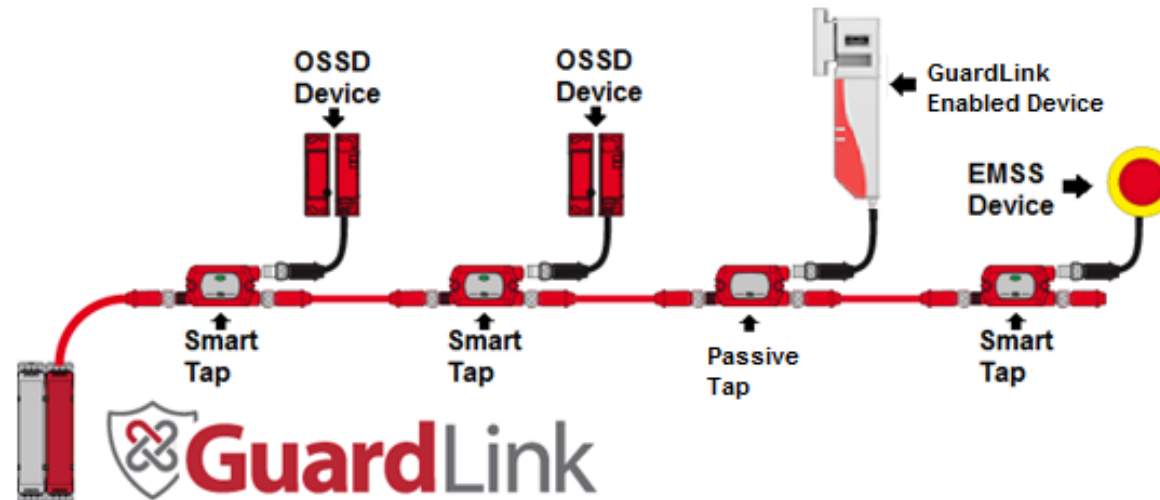 OSSD
Device
OSSD
Device
GuardLink
Enabled Device
EMSS
Device
Smart
Tap
Smart
Tap
Passive
Tap
Smart
Tap
GuardLink